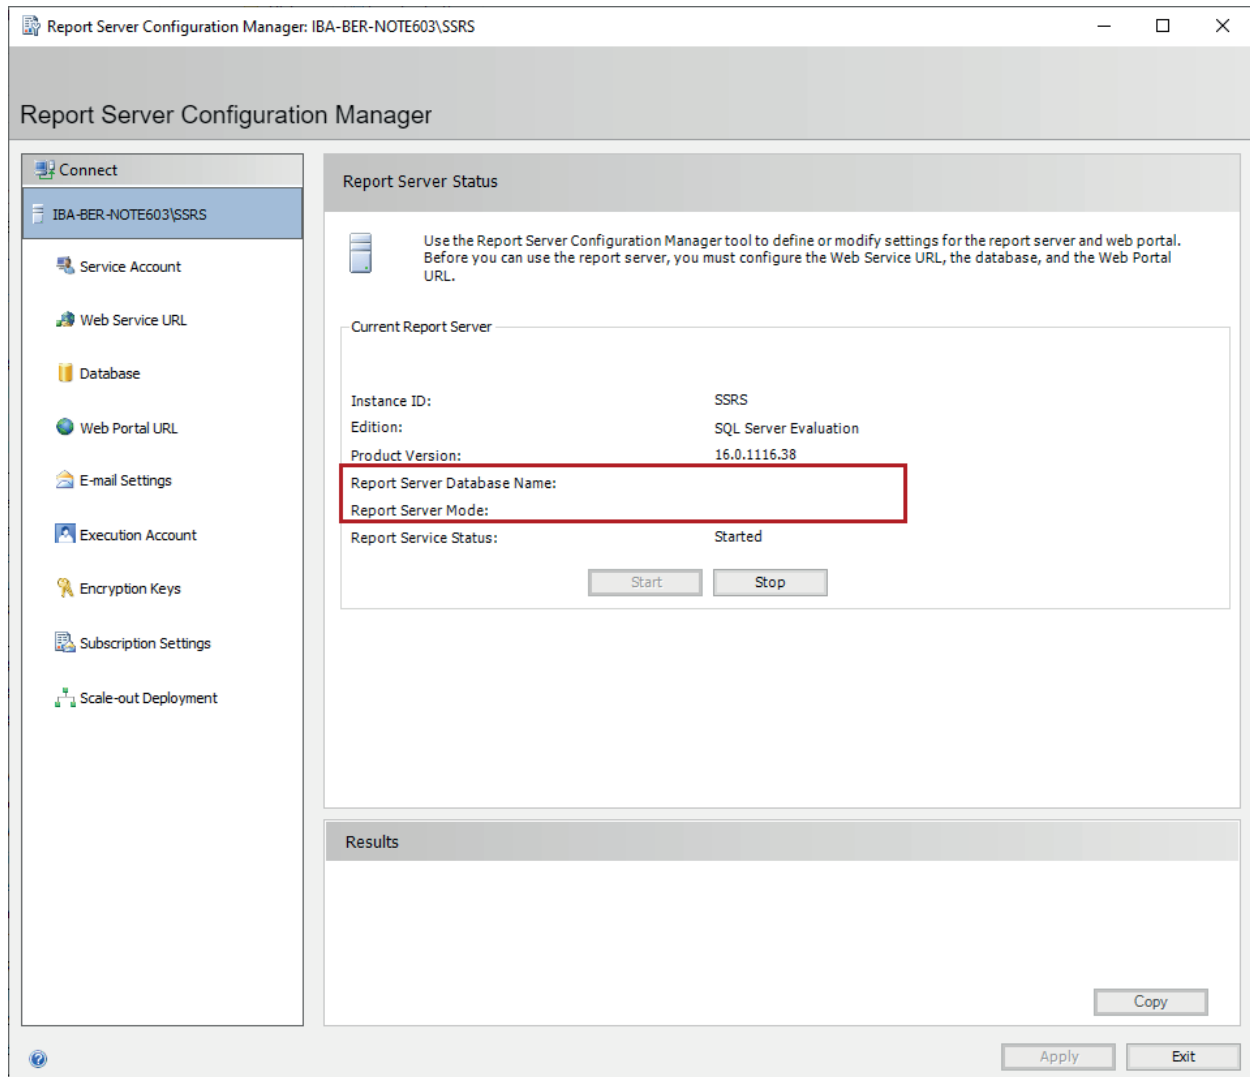 Report Server Configuration Manager: IBA-BER-NOTE603\SSRS
Report Server Configuration Manager
Connect
IBA-BER-NOTE603\SSRS
Service Account
Web Service URL
Database
Web Portal URL
E-mail Settings
Execution Account
Encryption Keys
Subscription Settings
Scale-out Deployment
Report Server Status
Use the Report Server Configuration Manager tool to define or modify settings for the report server and web portal.
Before you can use the report server, you must configure the Web Service URL, the database, and the Web Portal
URL.
Current Report Server
Instance ID: SSRS
Edition: SQL Server Evaluation
Product Version: 16.0.1116.38
Report Server Database Name:
Report Server Mode:
Report Service Status: Started
Start Stop
Results
Copy
Apply Exit